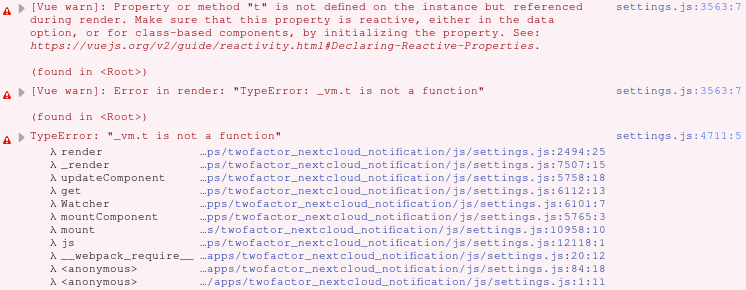 [Vue warn]: Property or method "t" is not defined on the instance but referenced settings.js:3563:7
during render. Make sure that this property is reactive, either in the data
option, or for class-based components, by initializing the property. See:
https://vuejs.org/v2/guide/reactivity.html#Declaring-Reactive-Properties.
(found in <Root>)
[Vue warn]: Error in render: "TypeError: _vm.t is not a function" settings.js:3563:7
(found in <Root>)
TypeError: "_vm.t is not a function" settings.js:4711:5
λ render …ps/twofactor_nextcloud_notification/js/settings.js:2494:25
λ _render …ps/twofactor_nextcloud_notification/js/settings.js:7507:15
λ updateComponent …ps/twofactor_nextcloud_notification/js/settings.js:5758:18
λ get …ps/twofactor_nextcloud_notification/js/settings.js:6112:13
λ Watcher …pps/twofactor_nextcloud_notification/js/settings.js:6101:7
λ mountComponent …pps/twofactor_nextcloud_notification/js/settings.js:5765:3
λ mount …s/twofactor_nextcloud_notification/js/settings.js:10958:10
λ js …ps/twofactor_nextcloud_notification/js/settings.js:12118:1
λ __webpack_require__ …apps/twofactor_nextcloud_notification/js/settings.js:20:12
λ <anonymous> …apps/twofactor_nextcloud_notification/js/settings.js:84:18
λ <anonymous> …/apps/twofactor_nextcloud_notification/js/settings.js:1:11